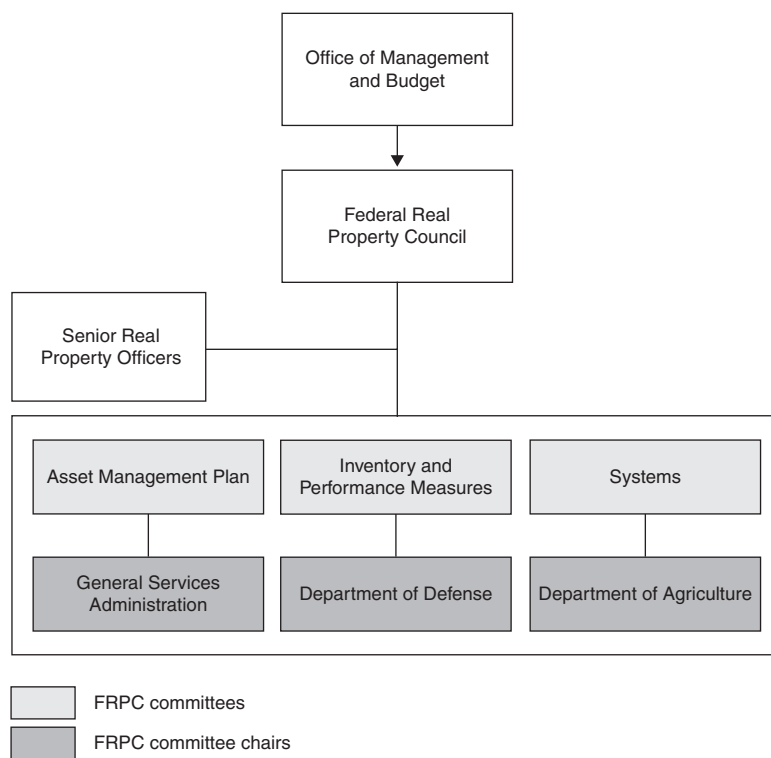 Office of Management
and Budget
Federal Real
Property Council
Senior Real
Property Officers
Asset Management Plan
Inventory and
Performance Measures
Systems
General Services
Administration
Department of Defense
Department of Agriculture
FRPC committees
FRPC committee chairs